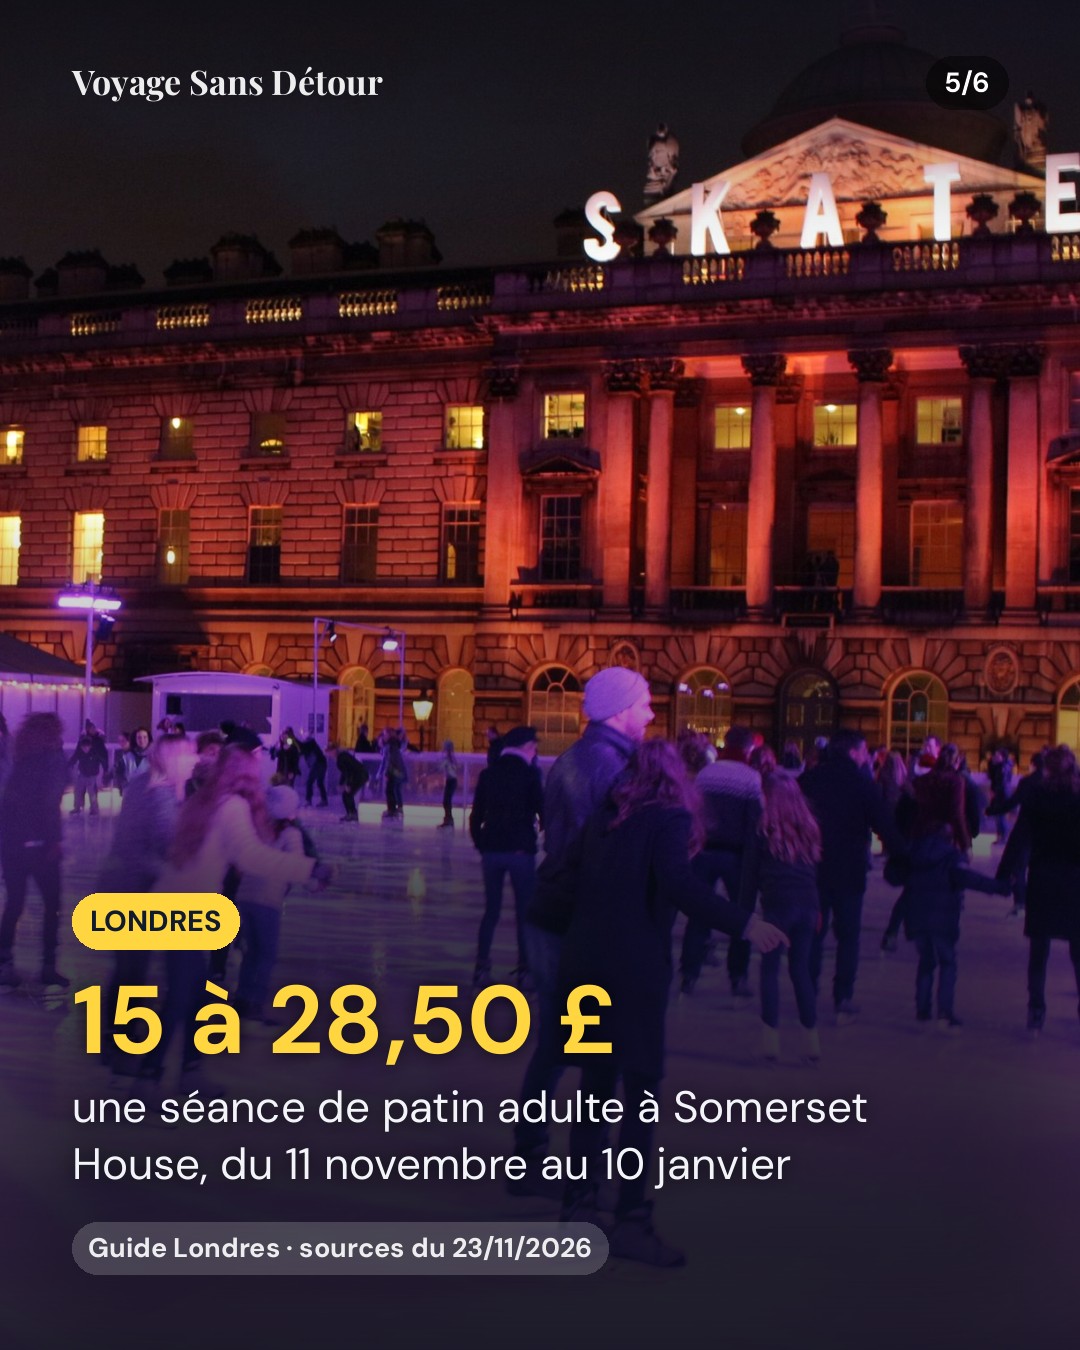 Voyage Sans Détour
5/6
SKATE
LONDRES
15 à 28,50 £
une séance de patin adulte à Somerset
House, du 11 novembre au 10 janvier
Guide Londres · sources du 23/11/2026